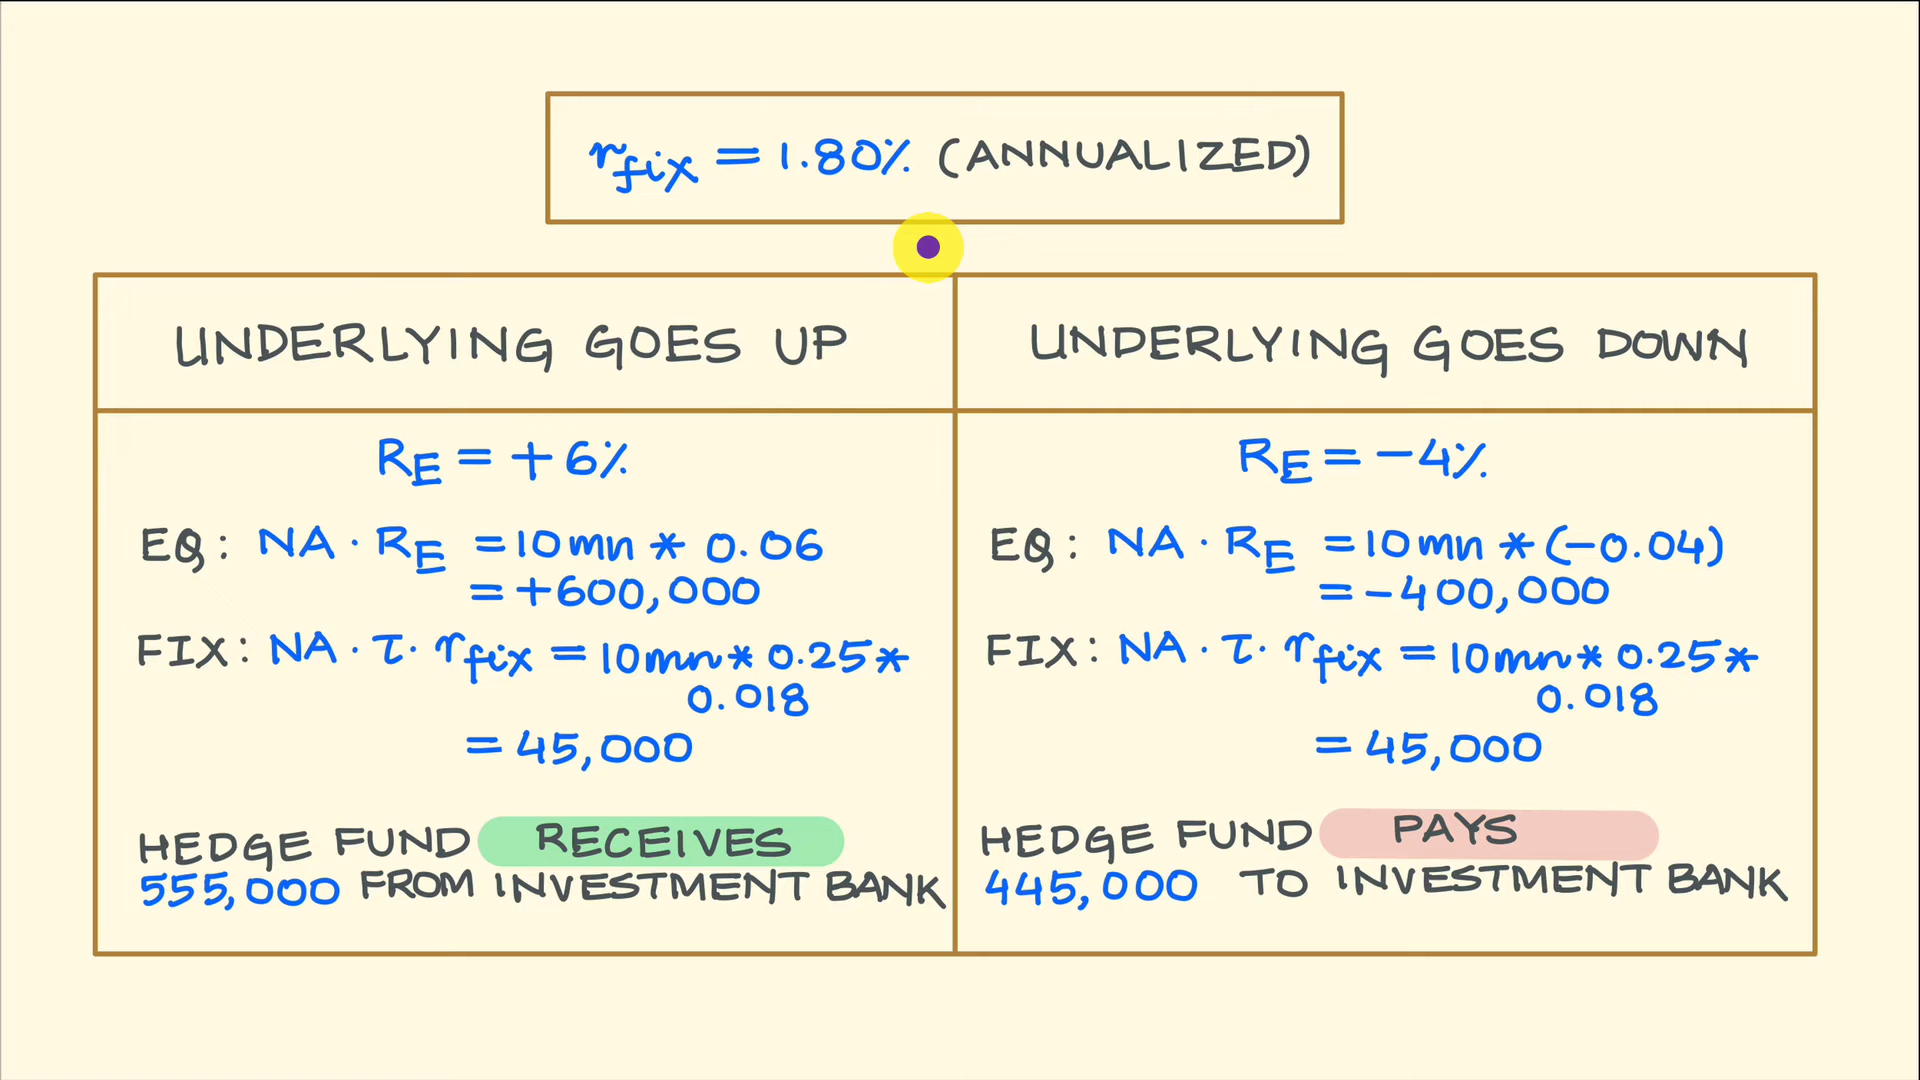 r_fix = 1.80% (ANNUALIZED)
UNDERLYING GOES UP
R_E = +6%
EQ: NA · R_E = 10mn * 0.06
= +600,000
FIX: NA · τ · r_fix = 10mn * 0.25 *
0.018
= 45,000
HEDGE FUND RECEIVES
555,000 FROM INVESTMENT BANK
UNDERLYING GOES DOWN
R_E = -4%
EQ: NA · R_E = 10mn * (-0.04)
= -400,000
FIX: NA · τ · r_fix = 10mn * 0.25 *
0.018
= 45,000
HEDGE FUND PAYS
445,000 TO INVESTMENT BANK